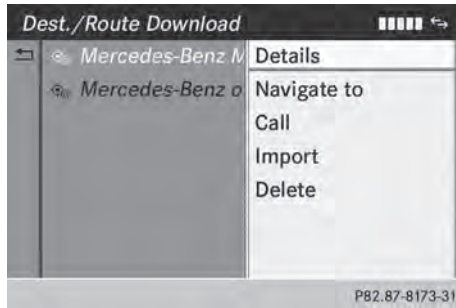 Dest./Route Download
Mercedes-Benz M
Details
Mercedes-Benz o
Navigate to
Call
Import
Delete
P82.87-8173-31